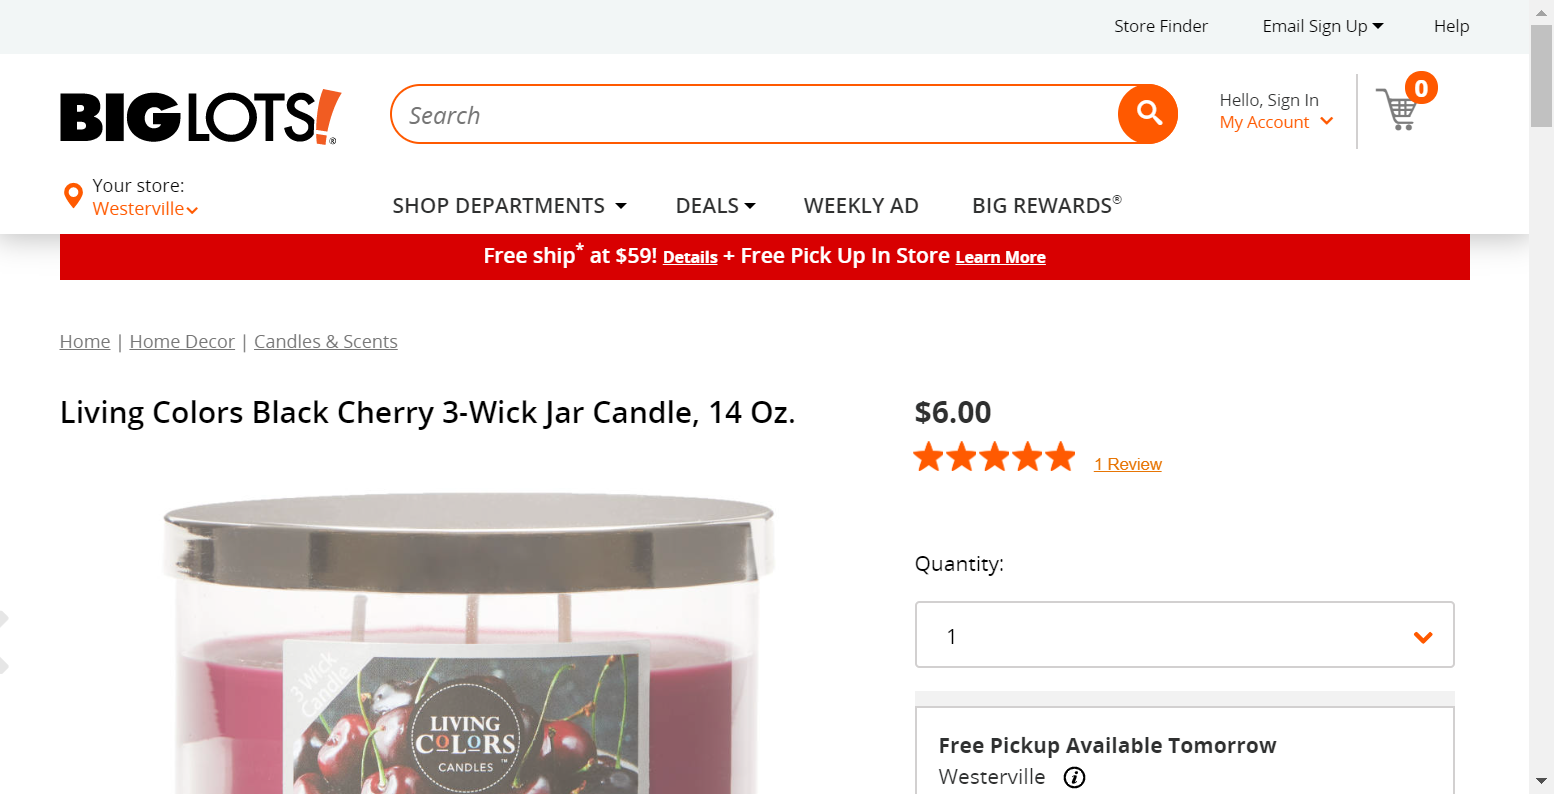 Store Finder Email Sign Up Help
BIG LOTS!®
Search
0
Hello, Sign In
My Account
Your store:
Westerville
SHOP DEPARTMENTS DEALS WEEKLY AD BIG REWARDS®
Free ship* at $59! Details + Free Pick Up In Store Learn More
Home | Home Decor | Candles & Scents
Living Colors Black Cherry 3-Wick Jar Candle, 14 Oz.
$6.00
1 Review
Quantity:
1
3 Wick
Candle
LIVING
COLORS™
CANDLES
Free Pickup Available Tomorrow
Westerville i